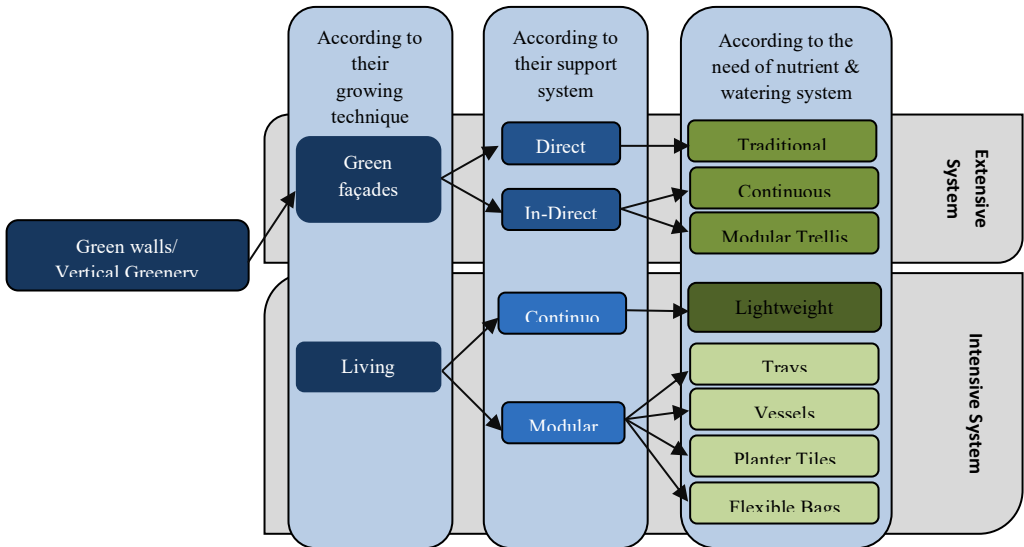 According to
their
growing
technique
According to
their support
system
According to the
need of nutrient &
watering system
Green walls/
Vertical Greenery
Green
façades
Living
Direct
In-Direct
Continuo
Modular
Traditional
Continuous
Modular Trellis
Lightweight
Trays
Vessels
Planter Tiles
Flexible Bags
Extensive
System
Intensive System